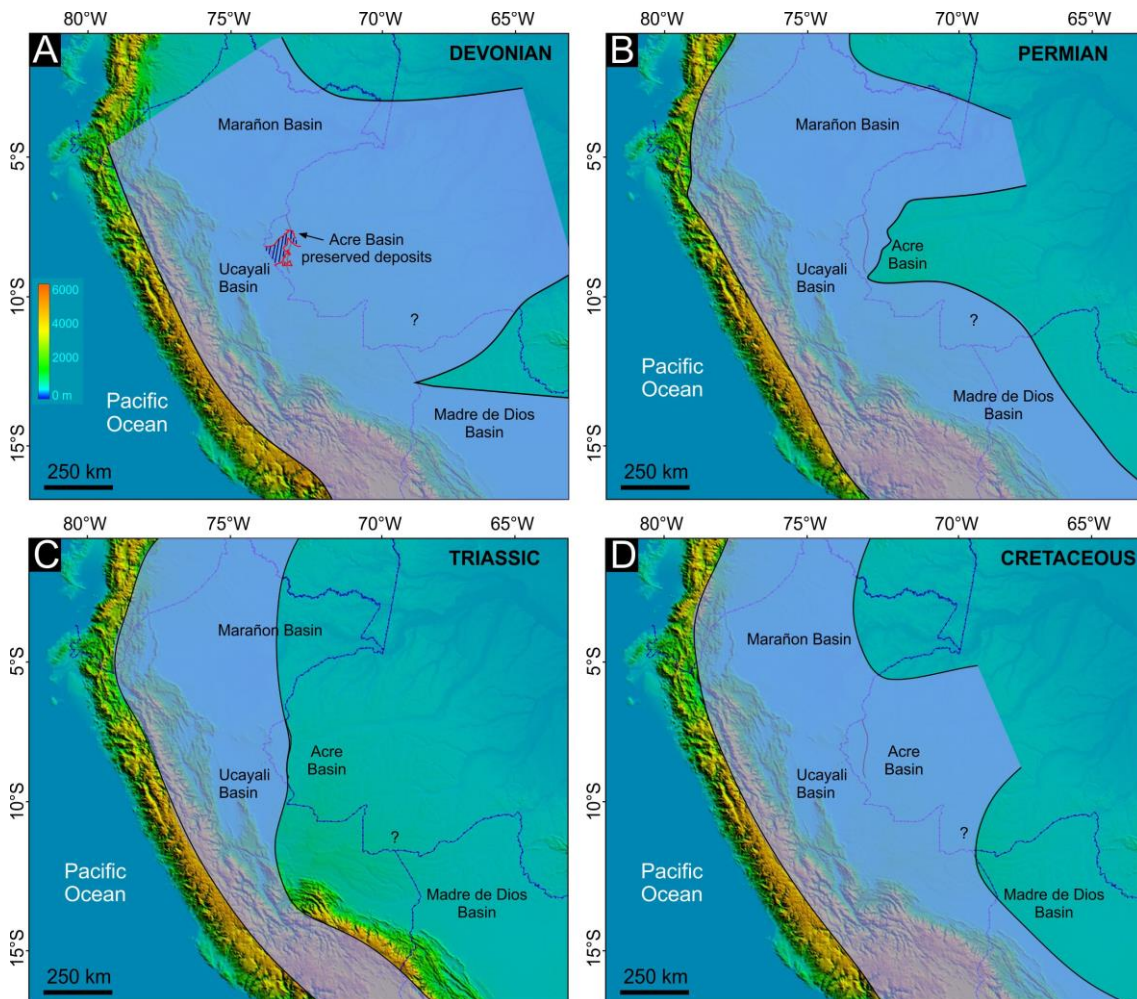 80°W 75°W 70°W 65°W 80°W 75°W 70°W 65°W
A
DEVONIAN
Marañon Basin
5°S
Acre Basin
preserved deposits
Ucayali
Basin
6000
4000
2000
0 m
10°S
?
Pacific
Ocean
Madre de Dios
Basin
15°S
250 km
B
PERMIAN
Marañon Basin
5°S
Acre
Basin
Ucayali
Basin
10°S
?
Pacific
Ocean
Madre de Dios
Basin
15°S
250 km
80°W 75°W 70°W 65°W 80°W 75°W 70°W 65°W
C
TRIASSIC
Marañon Basin
5°S
Acre
Basin
Ucayali
Basin
10°S
?
Pacific
Ocean
Madre de Dios
Basin
15°S
250 km
D
CRETACEOUS
Marañon Basin
5°S
Ucayali
Basin
Acre
Basin
10°S
?
Pacific
Ocean
Madre de Dios
Basin
15°S
250 km